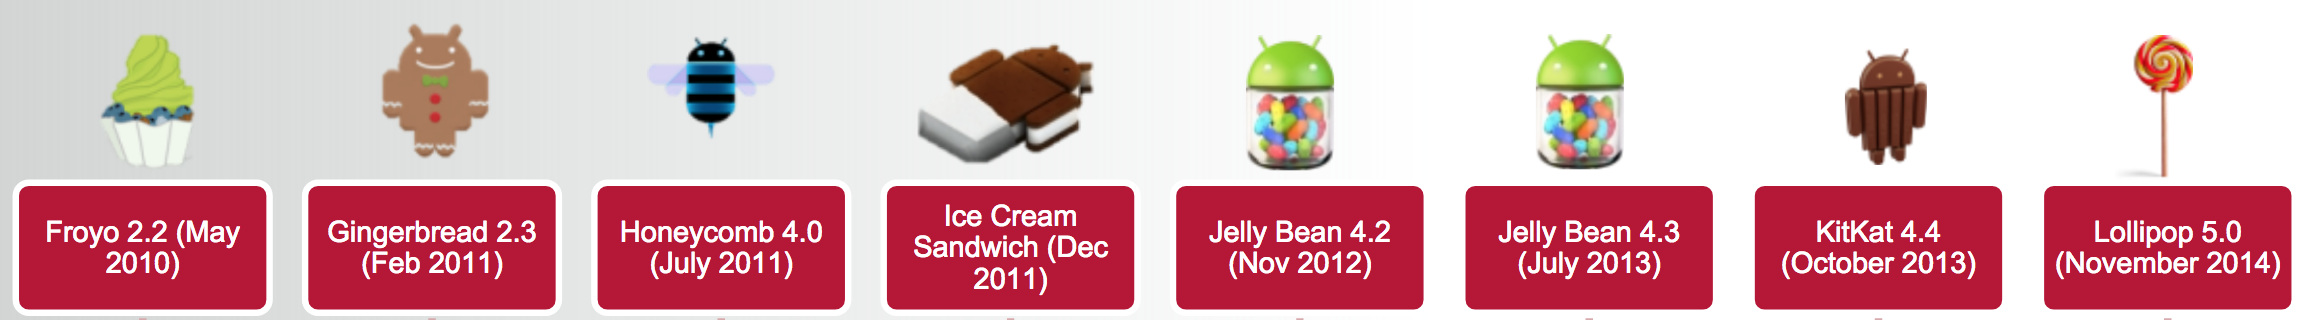 Froyo 2.2 (May
2010)
Gingerbread 2.3
(Feb 2011)
Honeycomb 4.0
(July 2011)
Ice Cream
Sandwich (Dec
2011)
Jelly Bean 4.2
(Nov 2012)
Jelly Bean 4.3
(July 2013)
KitKat 4.4
(October 2013)
Lollipop 5.0
(November 2014)